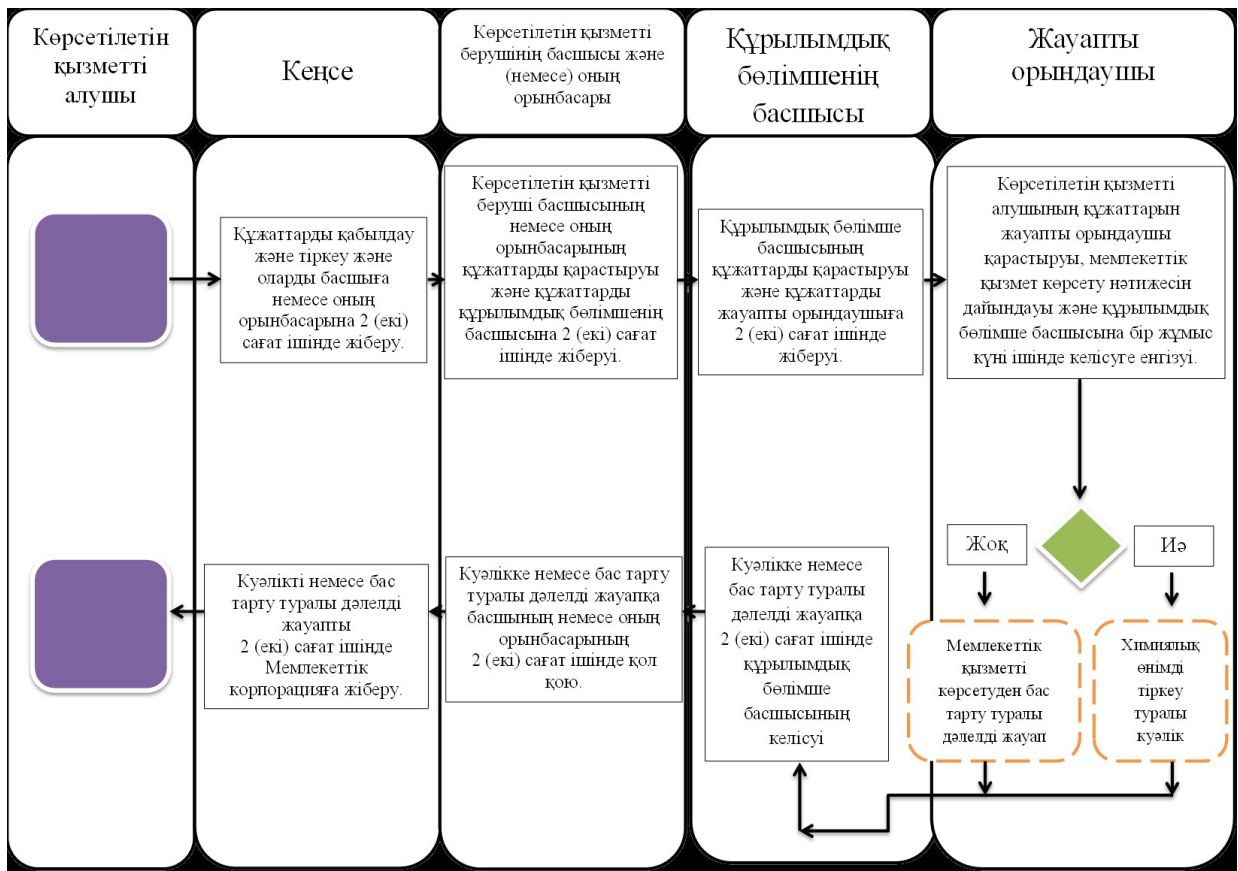 Көрсетілетін
қызметті
алушы
Кеңсе
Көрсетілетін қызметті
берушінің басшысы және
(немесе) оның
орынбасары
Құрылымдық
бөлімшенің
басшысы
Жауапты
орындаушы
Құжаттарды қабылдау
және тіркеу және
оларды басшыға
немесе оның
орынбасарына 2 (екі)
сағат ішінде жіберу.
Көрсетілетін қызметті
беруші басшысының
немесе оның
орынбасарының
құжаттарды қарастыруы
және құжаттарды
құрылымдық бөлімшенің
басшысына 2 (екі) сағат
ішінде жіберуі.
Құрылымдық бөлімше
басшысының
құжаттарды қарастыруы
және құжаттарды
жауапты орындаушыға
2 (екі) сағат ішінде
жіберуі.
Көрсетілетін қызметті
алушының құжаттарын
жауапты орындаушы
қарастыруы, мемлекеттік
қызмет көрсету нәтижесін
дайындауы және құрылымдық
бөлімше басшысына бір жұмыс
күні ішінде келісуге енгізуі.
Куәлікті немесе бас
тарту туралы дәлелді
жауапты
2 (екі) сағат ішінде
Мемлекеттік
корпорацияға жіберу.
Куәлікке немесе бас тарту
туралы дәлелді жауапқа
басшының немесе оның
орынбасарының
2 (екі) сағат ішінде қол
қою.
Куәлікке немесе
бас тарту туралы
дәлелді жауапқа
2 (екі) сағат ішінде
құрылымдық
бөлімше
басшысының
келісуі
Жоқ
Иә
Мемлекеттік
қызметті
көрсетуден бас
тарту туралы
дәлелді жауап
Химиялық
өнімді
тіркеу
туралы
куәлік